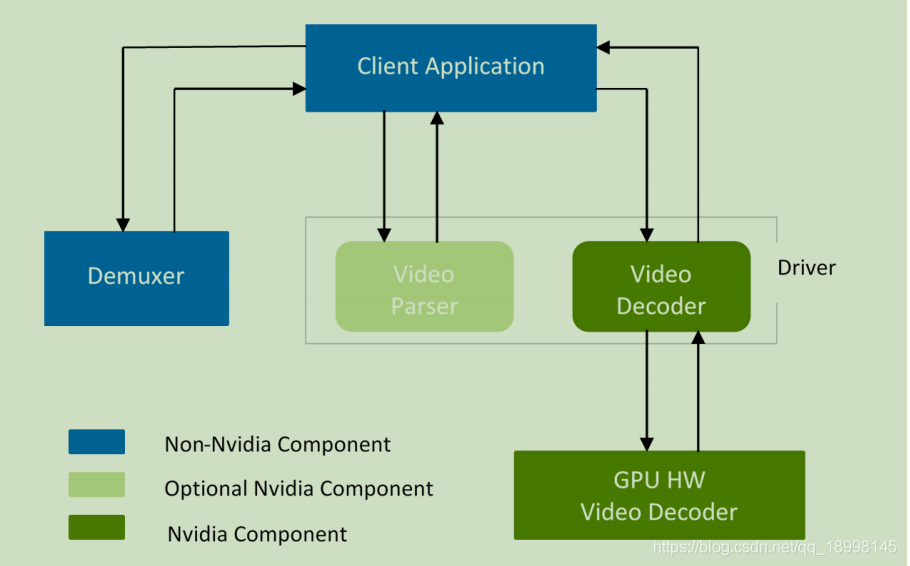 Client Application
Demuxer
Video
Parser
Video
Decoder
Driver
Non-Nvidia Component
Optional Nvidia Component
Nvidia Component
GPU HW
Video Decoder
https://blog.csdn.net/qq_18998145